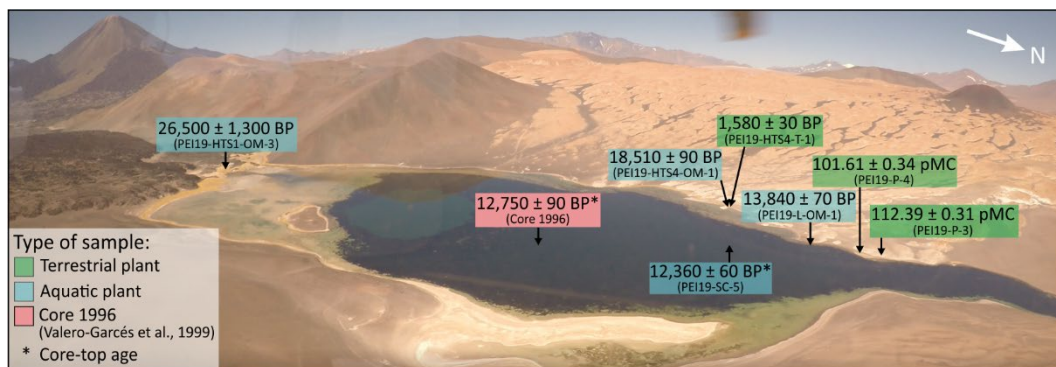 N
26,500 ± 1,300 BP
(PEI19-HTS1-OM-3)
1,580 ± 30 BP
(PEI19-HTS4-T-1)
18,510 ± 90 BP
(PEI19-HTS4-OM-1)
101.61 ± 0.34 pMC
(PEI19-P-4)
12,750 ± 90 BP*
(Core 1996)
13,840 ± 70 BP
(PEI19-L-OM-1)
112.39 ± 0.31 pMC
(PEI19-P-3)
12,360 ± 60 BP*
(PEI19-SC-5)
Type of sample:
Terrestrial plant
Aquatic plant
Core 1996
(Valero-Garcés et al., 1999)
* Core-top age